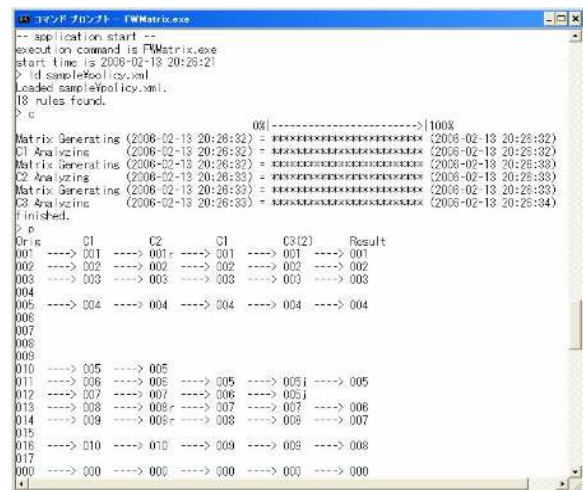 コマンド プロンプト - FWMatrix.exe
-- application start --
execution command is FWMatrix.exe
start time is 2006-02-13 20:26:21
> ld sample¥policy.xml
Loaded sample¥policy.xml.
18 rules found.
> c
0%|------------------------->|100%
Matrix Generating (2006-02-13 20:26:32) = ************************** (2006-02-13 20:26:32)
C1 Analyzing (2006-02-13 20:26:32) = ************************** (2006-02-13 20:26:32)
Matrix Generating (2006-02-13 20:26:32) = ************************** (2006-02-13 20:26:33)
C2 Analyzing (2006-02-13 20:26:33) = ************************** (2006-02-13 20:26:33)
Matrix Generating (2006-02-13 20:26:33) = ************************** (2006-02-13 20:26:33)
C3 Analyzing (2006-02-13 20:26:33) = ************************** (2006-02-13 20:26:34)
finished.
> p
Orig C1 C2 C1 C3(2) Result
001 ----> 001 ----> 001r ----> 001 ----> 001 ----> 001
002 ----> 002 ----> 002 ----> 002 ----> 002 ----> 002
003 ----> 003 ----> 003 ----> 003 ----> 003 ----> 003
004
005 ----> 004 ----> 004 ----> 004 ----> 004 ----> 004
006
007
008
009
010 ----> 005 ----> 005
011 ----> 006 ----> 006 ----> 005 ----> 005j ----> 005
012 ----> 007 ----> 007 ----> 006 ----> 005j
013 ----> 008 ----> 008r ----> 007 ----> 007 ----> 006
014 ----> 009 ----> 009r ----> 008 ----> 008 ----> 007
015
016 ----> 010 ----> 010 ----> 009 ----> 009 ----> 008
017
000 ----> 000 ----> 000 ----> 000 ----> 000 ----> 000